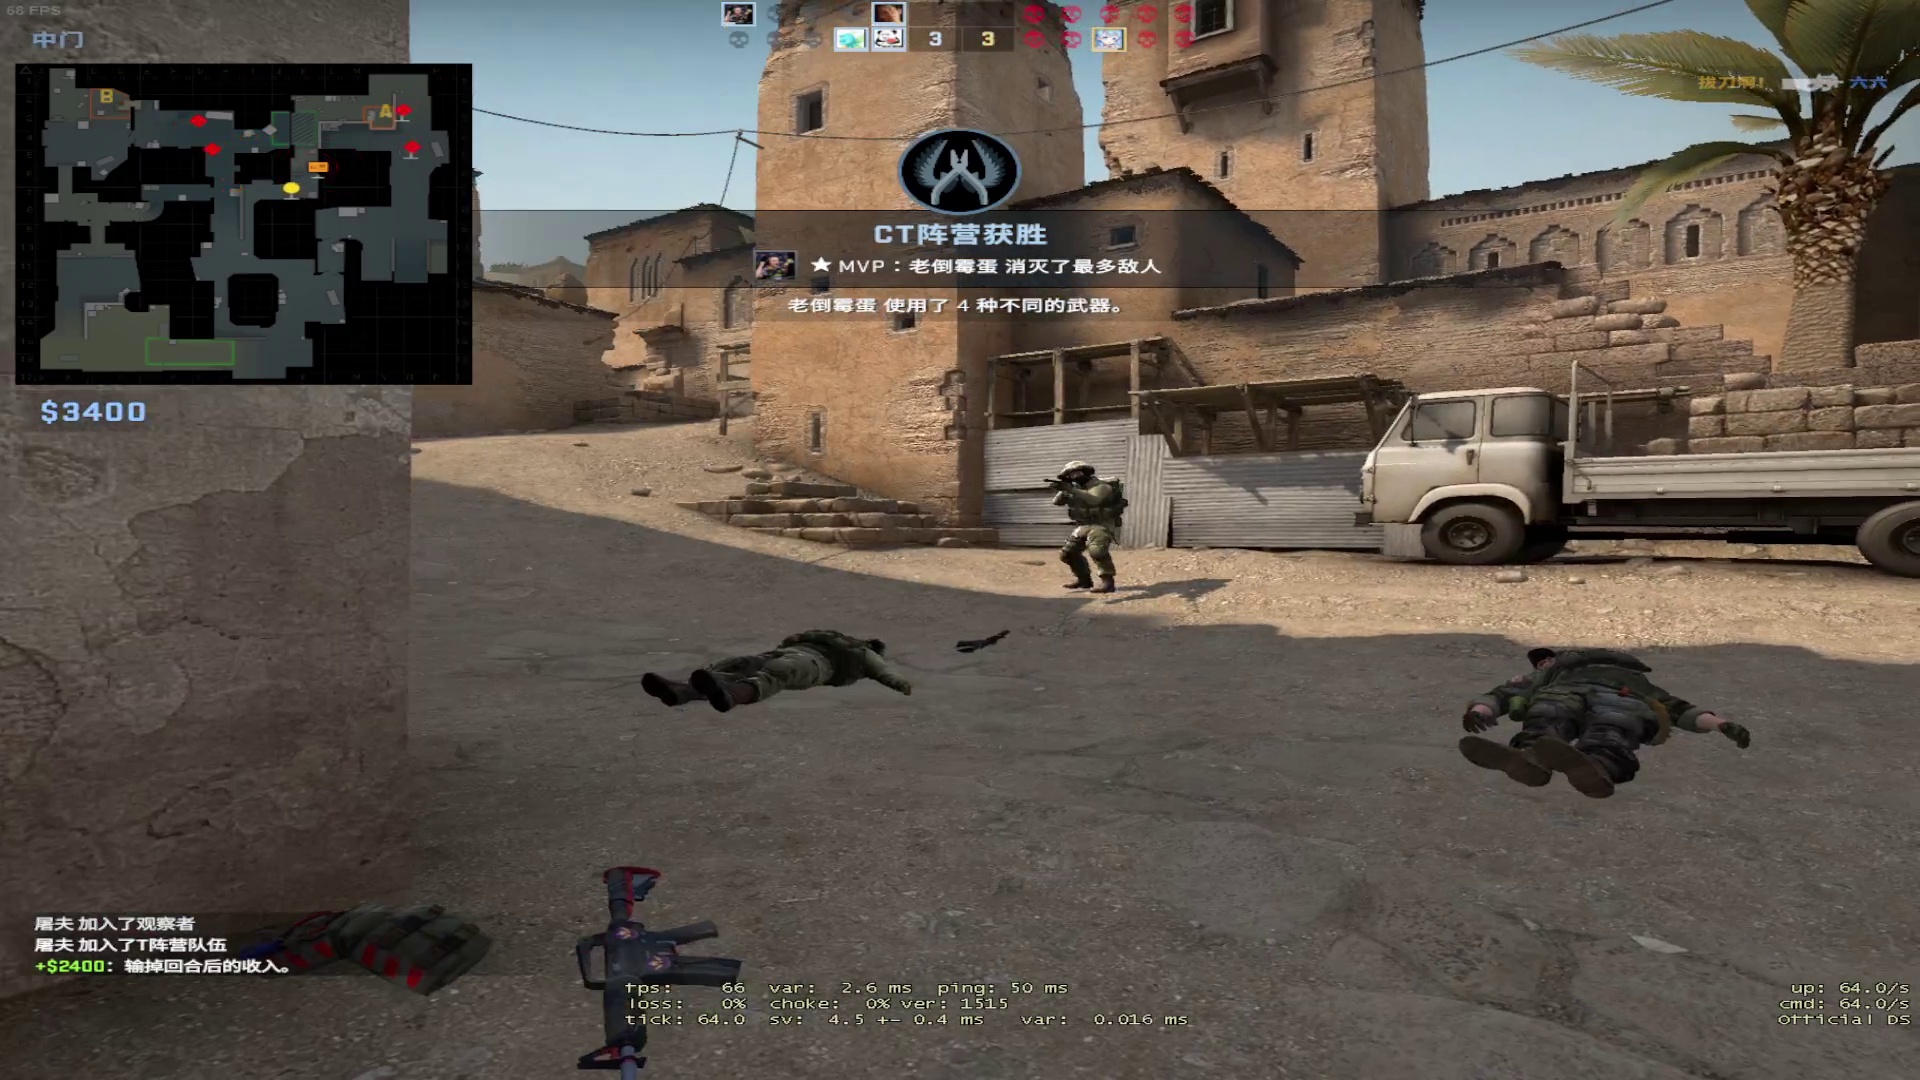 68 FPS
中门
B
A
$3400
3
3
CT阵营获胜
★ MVP：老倒霉蛋 消灭了最多敌人
老倒霉蛋 使用了 4 种不同的武器。
六六
屠夫 加入了观察者
屠夫 加入了T阵营队伍
+$2400：输掉回合后的收入。
fps: 66 var: 2.6 ms ping: 50 ms
loss: 0% choke: 0% ver: 1515
tick: 64.0 sv: 4.5 +- 0.4 ms var: 0.016 ms
up: 64.0/s
cmd: 64.0/s
Official DS